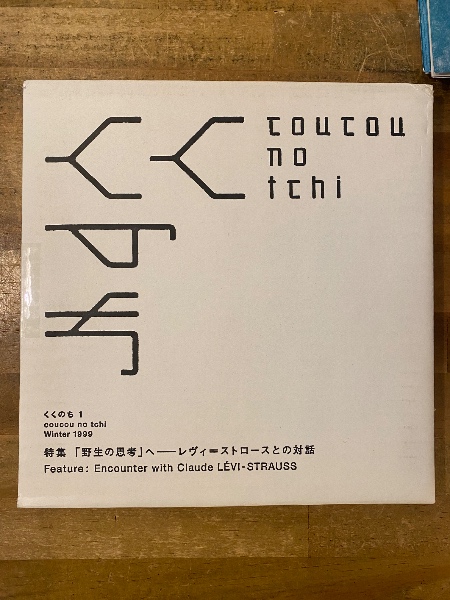 くく
の
ち
coucou
no
tchi
くくのち 1
coucou no tchi
Winter 1999
特集 「野生の思考」へ——レヴィ=ストロースとの対話
Feature: Encounter with Claude LÉVI-STRAUSS